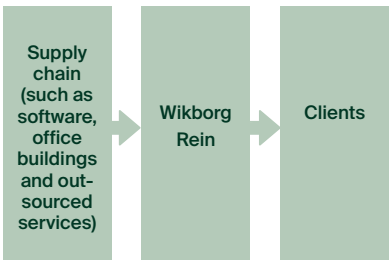 Supply
chain
(such as
software,
office
buildings
and out-
sourced
services)
Wikborg
Rein
Clients